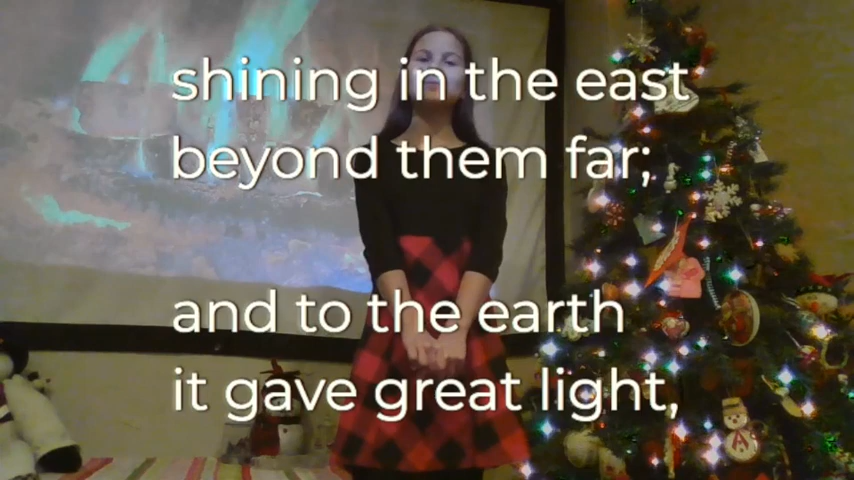 shining in the east
beyond them far;
and to the earth
it gave great light,